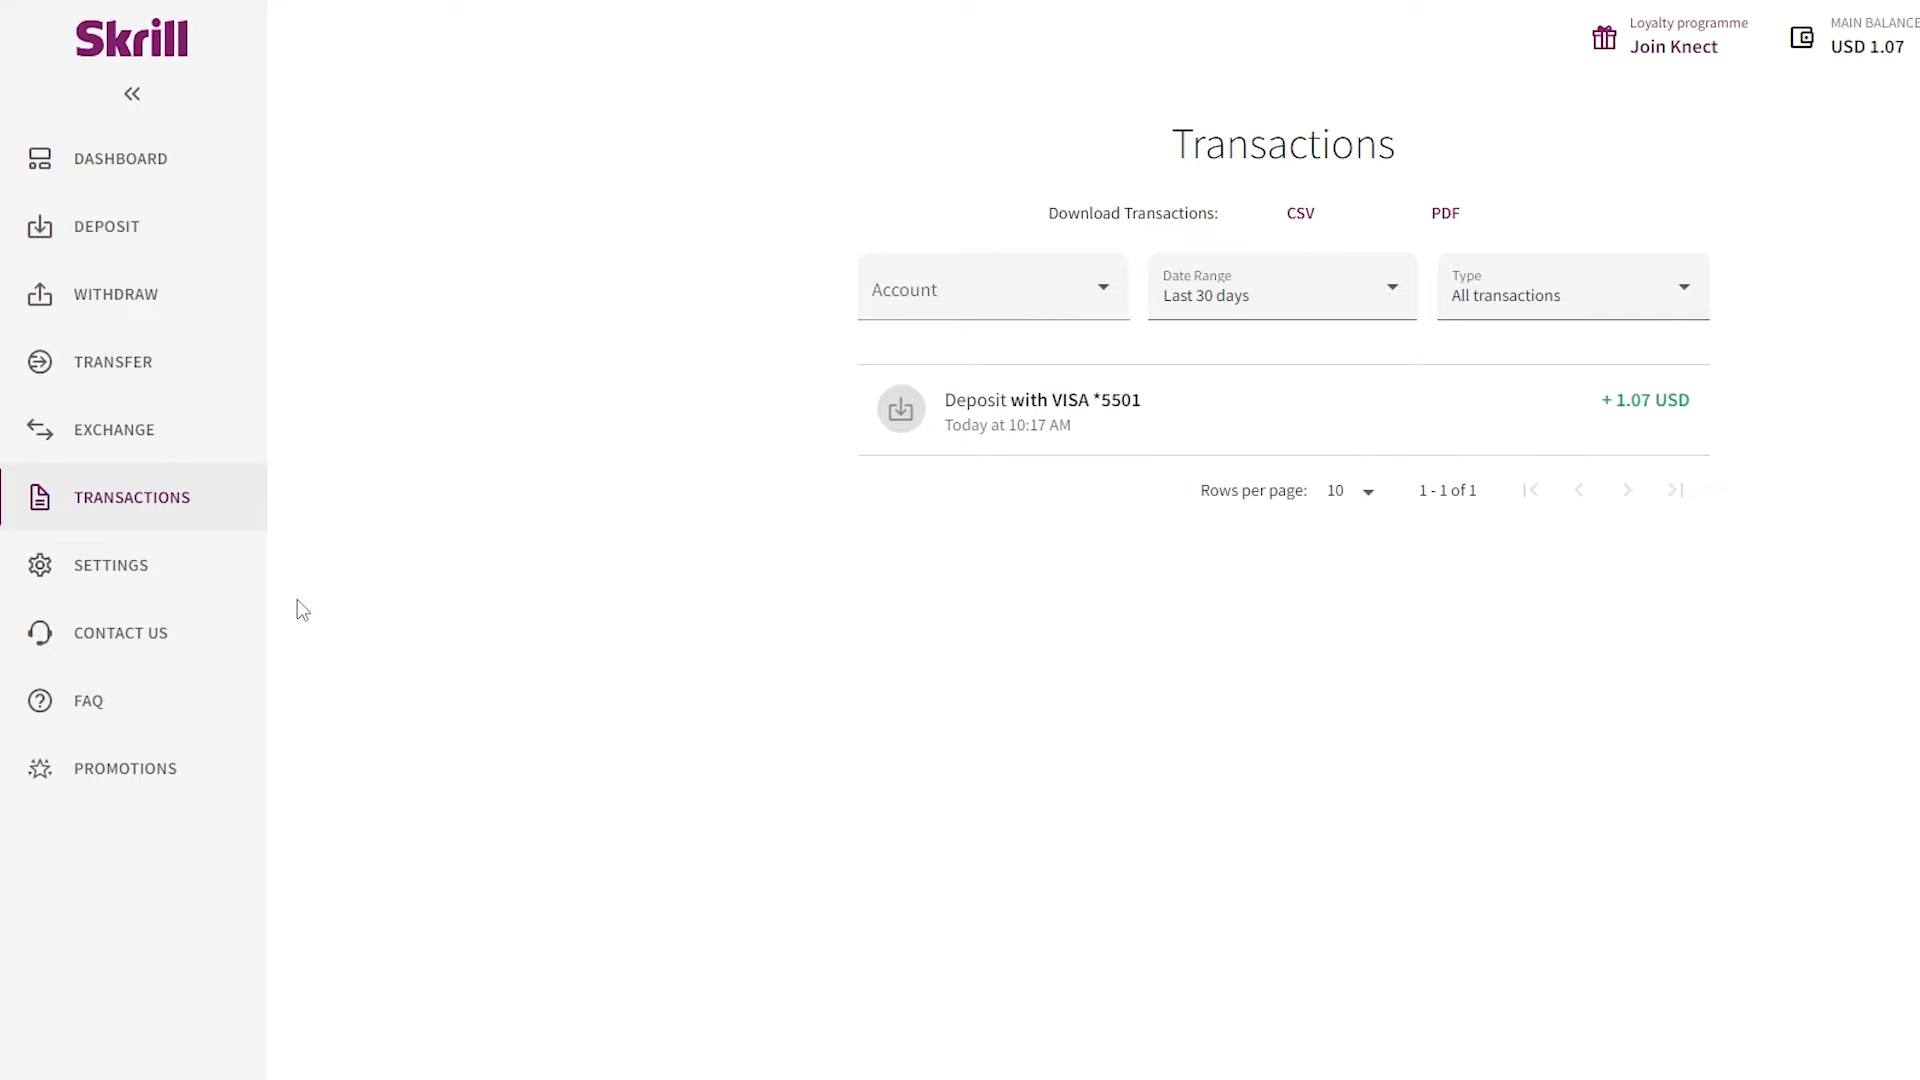 Skrill
DASHBOARD
DEPOSIT
WITHDRAW
TRANSFER
EXCHANGE
TRANSACTIONS
SETTINGS
CONTACT US
FAQ
PROMOTIONS
Loyalty programme
Join Knect
MAIN BALANCE
USD 1.07
Transactions
Download Transactions: CSV PDF
Account
Date Range
Last 30 days
Type
All transactions
Deposit with VISA *5501
Today at 10:17 AM
+ 1.07 USD
Rows per page: 10 1 - 1 of 1